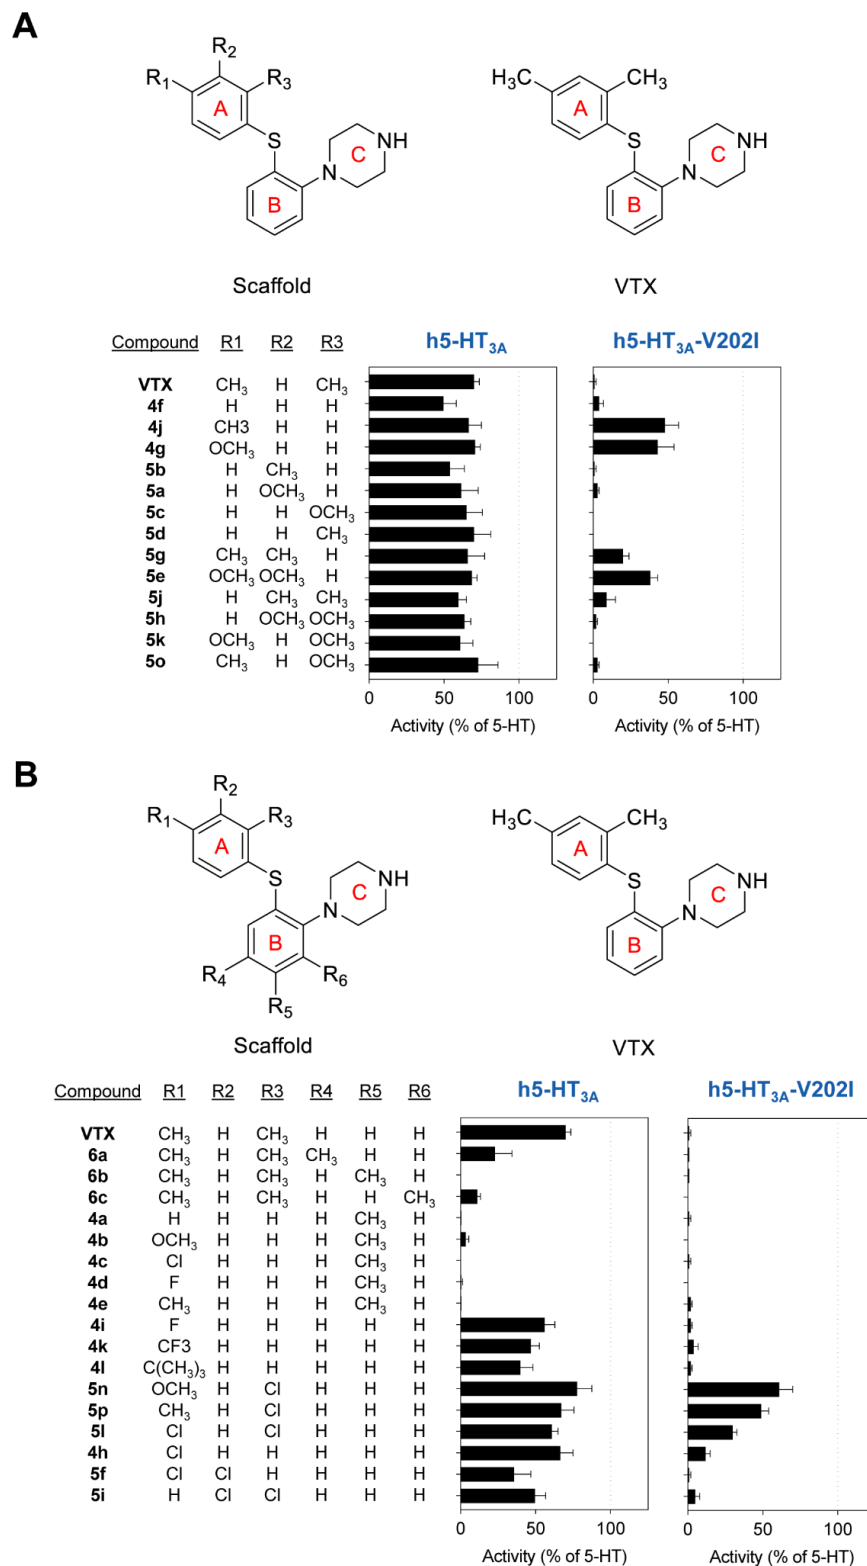 A
R2
R1 R3
A
S
NH
C
N
B
Scaffold
H3C CH3
A
S
NH
C
N
B
VTX
Compound R1 R2 R3 h5-HT3A h5-HT3A-V202I
VTX CH3 H CH3
4f H H H
4j CH3 H H
4g OCH3 H H
5b H CH3 H
5a H OCH3 H
5c H H OCH3
5d H H CH3
5g CH3 CH3 H
5e OCH3 OCH3 H
5j H CH3 CH3
5h H OCH3 OCH3
5k OCH3 H OCH3
5o CH3 H OCH3
0 50 100 0 50 100
Activity (% of 5-HT) Activity (% of 5-HT)
B
R2
R1 R3
A
S
NH
C
N
B
R4 R6
R5
Scaffold
H3C CH3
A
S
NH
C
N
B
VTX
Compound R1 R2 R3 R4 R5 R6 h5-HT3A h5-HT3A-V202I
VTX CH3 H CH3 H H H
6a CH3 H CH3 CH3 H H
6b CH3 H CH3 H CH3 H
6c CH3 H CH3 H H CH3
4a H H H H CH3 H
4b OCH3 H H H CH3 H
4c Cl H H H CH3 H
4d F H H H CH3 H
4e CH3 H H H CH3 H
4i F H H H H H
4k CF3 H H H H H
4l C(CH3)3 H H H H H
5n OCH3 H Cl H H H
5p CH3 H Cl H H H
5l Cl H Cl H H H
4h Cl H H H H H
5f Cl Cl H H H H
5i H Cl Cl H H H
0 50 100 0 50 100
Activity (% of 5-HT) Activity (% of 5-HT)